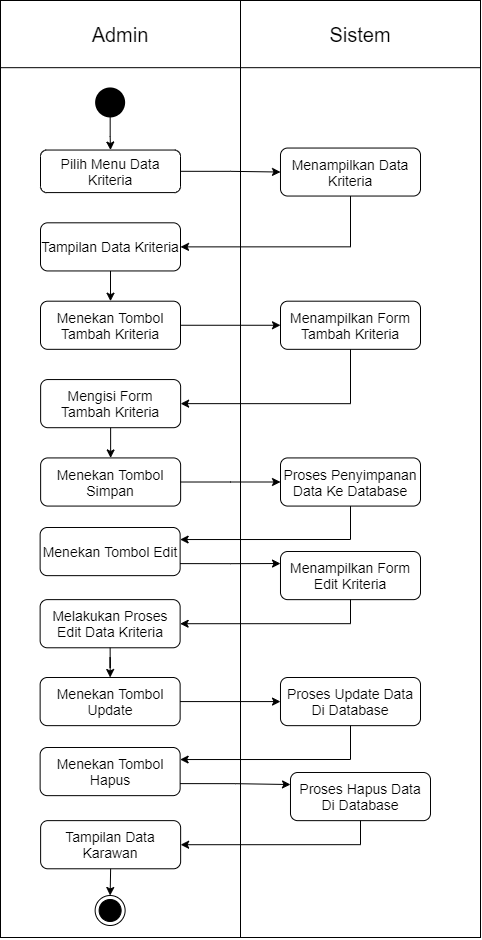 Admin
Sistem
Pilih Menu Data
Kriteria
Menampilkan Data
Kriteria
Tampilan Data Kriteria
Menekan Tombol
Tambah Kriteria
Menampilkan Form
Tambah Kriteria
Mengisi Form
Tambah Kriteria
Menekan Tombol
Simpan
Proses Penyimpanan
Data Ke Database
Menekan Tombol Edit
Menampilkan Form
Edit Kriteria
Melakukan Proses
Edit Data Kriteria
Menekan Tombol
Update
Proses Update Data
Di Database
Menekan Tombol
Hapus
Proses Hapus Data
Di Database
Tampilan Data
Karawan